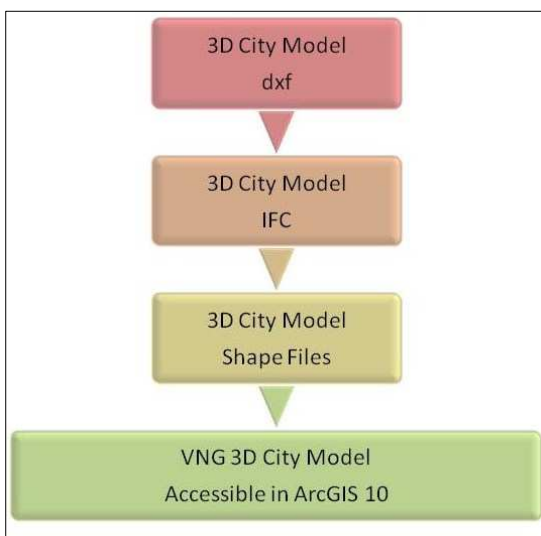 3D City Model
dxf
3D City Model
IFC
3D City Model
Shape Files
VNG 3D City Model
Accessible in ArcGIS 10